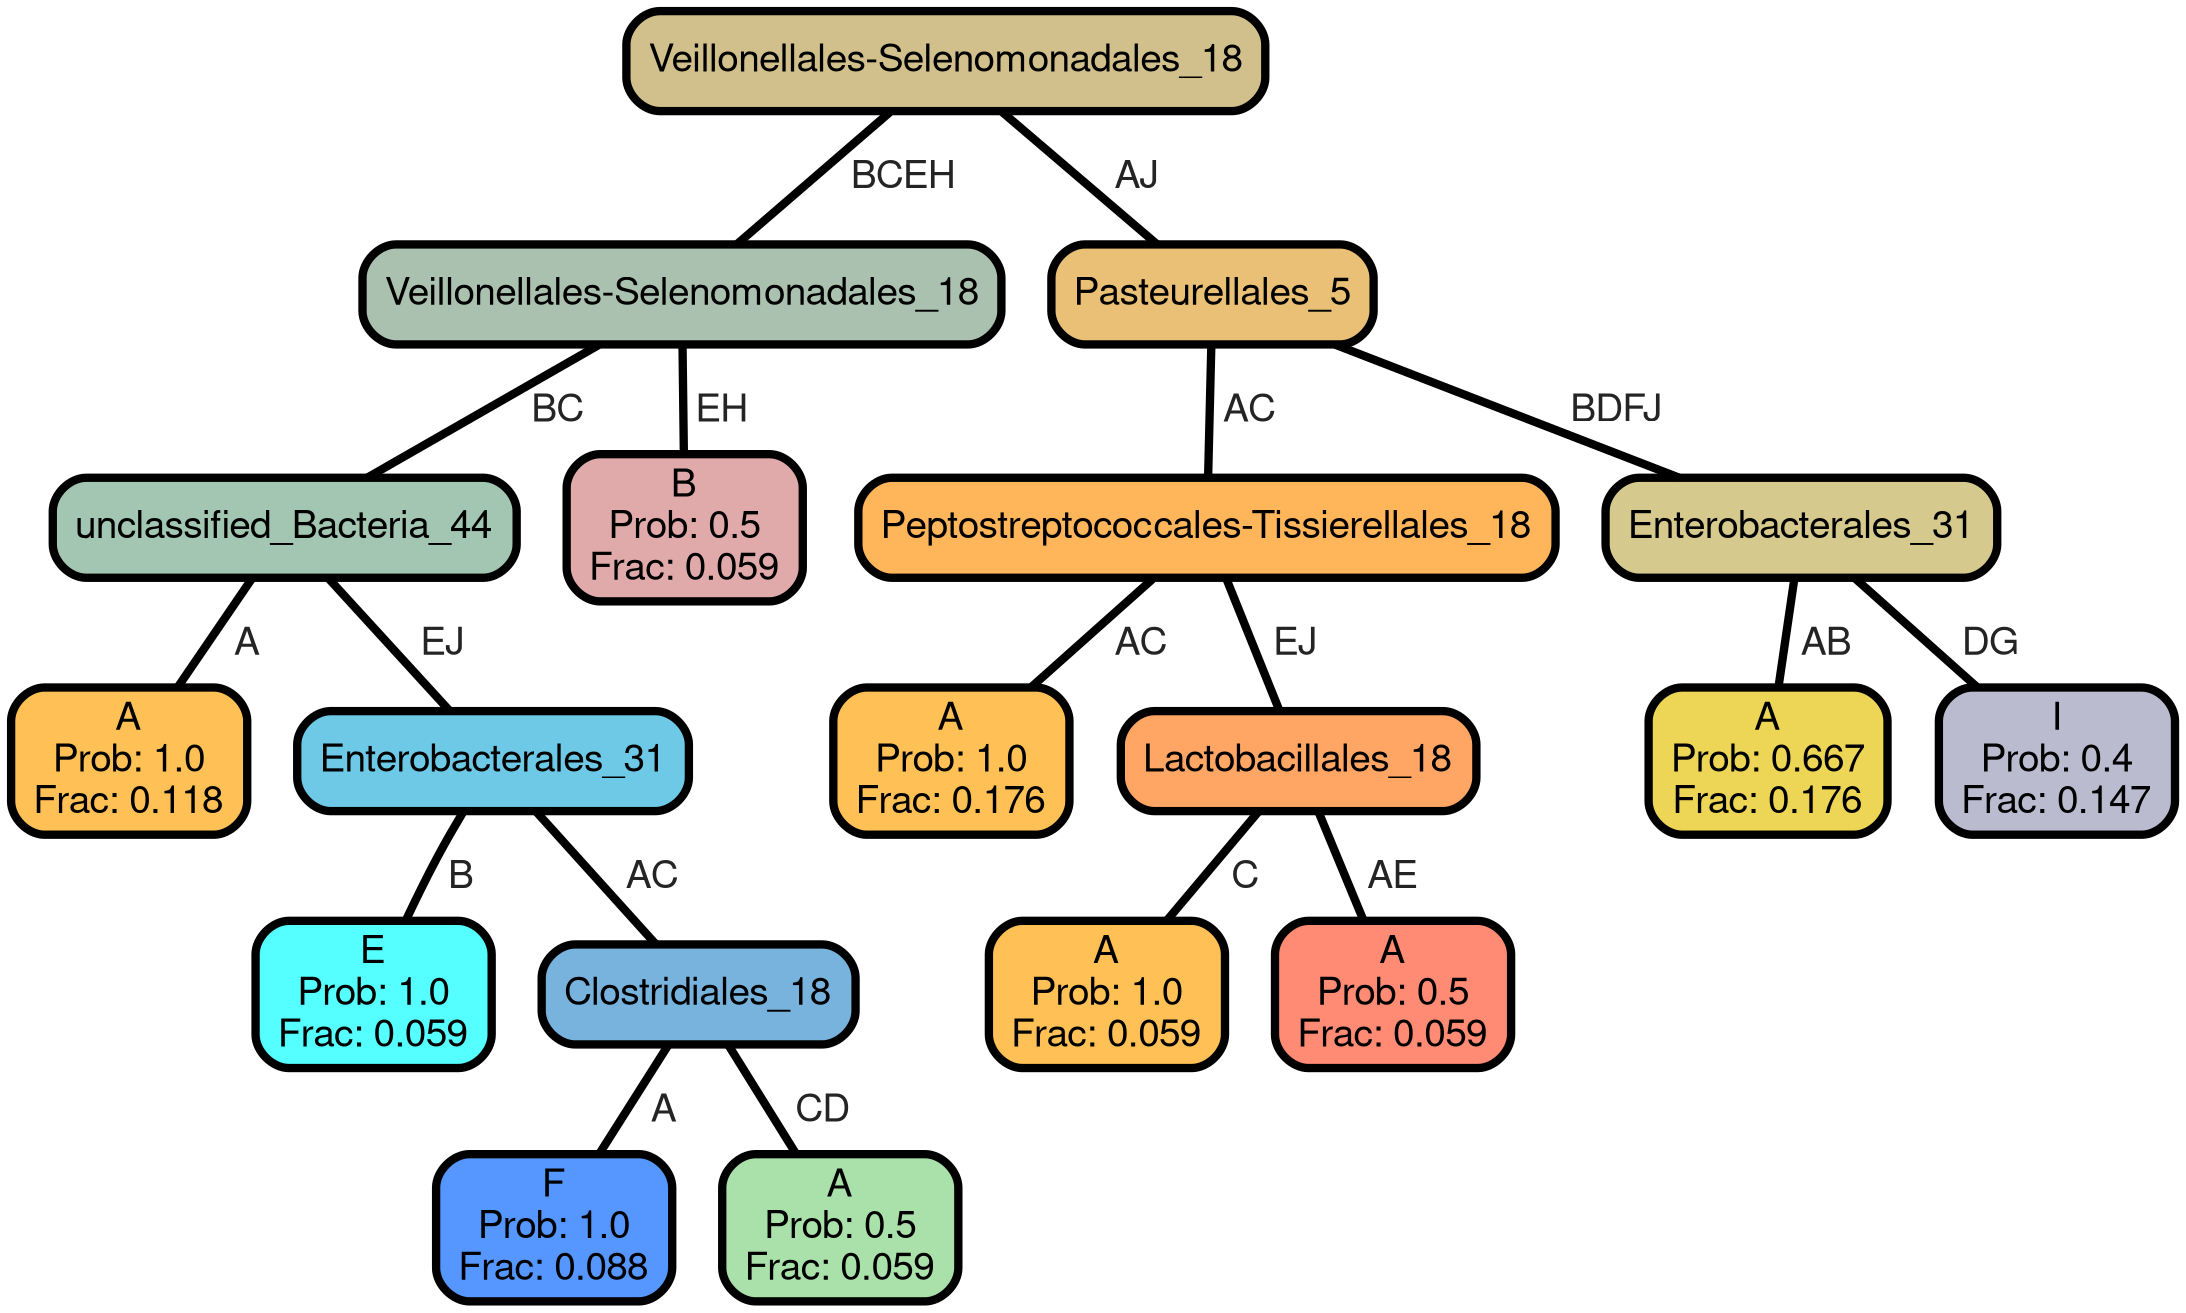 Veillonellales-Selenomonadales_18
BCEH
AJ
Veillonellales-Selenomonadales_18
Pasteurellales_5
BC
EH
AC
BDFJ
unclassified_Bacteria_44
B
Prob: 0.5
Frac: 0.059
Peptostreptococcales-Tissierellales_18
Enterobacterales_31
A
EJ
AC
EJ
AB
DG
A
Prob: 1.0
Frac: 0.118
Enterobacterales_31
A
Prob: 1.0
Frac: 0.176
Lactobacillales_18
A
Prob: 0.667
Frac: 0.176
I
Prob: 0.4
Frac: 0.147
B
AC
C
AE
E
Prob: 1.0
Frac: 0.059
Clostridiales_18
A
Prob: 1.0
Frac: 0.059
A
Prob: 0.5
Frac: 0.059
A
CD
F
Prob: 1.0
Frac: 0.088
A
Prob: 0.5
Frac: 0.059